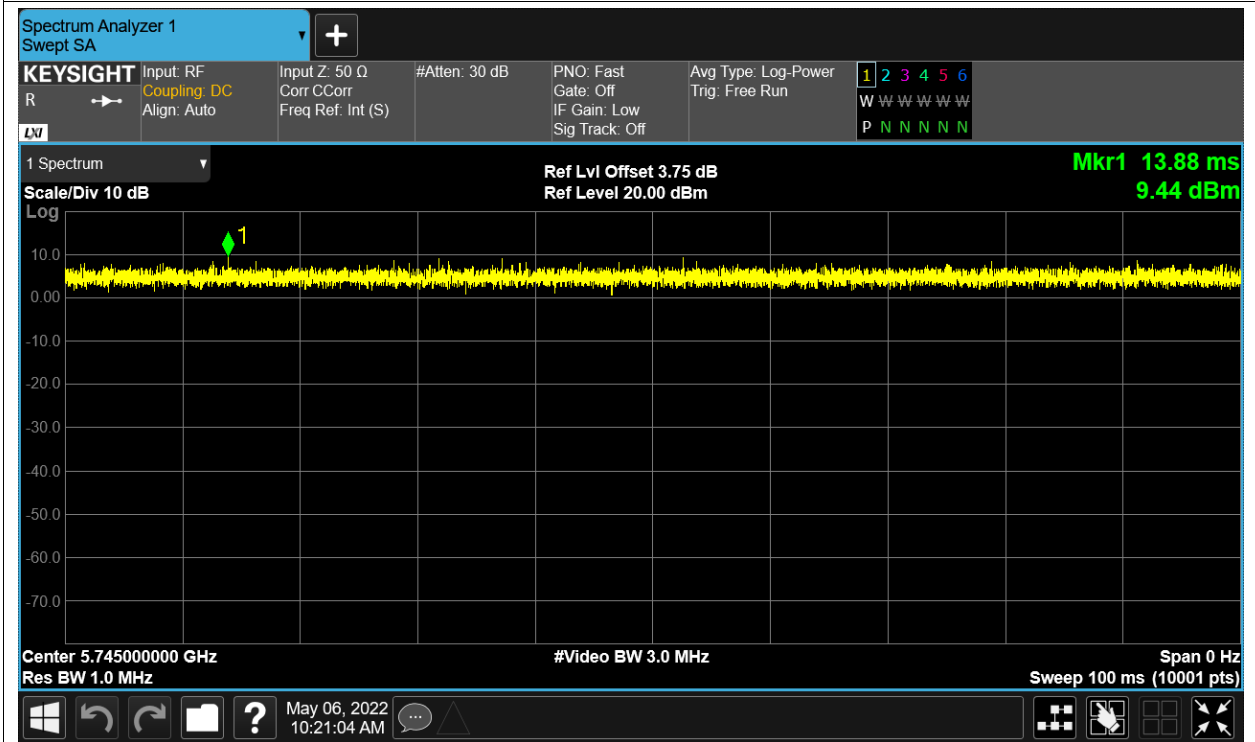 Spectrum Analyzer 1
Swept SA
▼
+
KEYSIGHT
R
LXI
Input: RF
Coupling: DC
Align: Auto
Input Z: 50 Ω
Corr CCorr
Freq Ref: Int (S)
#Atten: 30 dB
PNO: Fast
Gate: Off
IF Gain: Low
Sig Track: Off
Avg Type: Log-Power
Trig: Free Run
1 2 3 4 5 6
W W W W W W
P N N N N N
1 Spectrum ▼
Scale/Div 10 dB
Log
Ref Lvl Offset 3.75 dB
Ref Level 20.00 dBm
Mkr1 13.88 ms
9.44 dBm
1
10.0
0.00
-10.0
-20.0
-30.0
-40.0
-50.0
-60.0
-70.0
Center 5.745000000 GHz
Res BW 1.0 MHz
#Video BW 3.0 MHz
Span 0 Hz
Sweep 100 ms (10001 pts)
?
May 06, 2022
10:21:04 AM